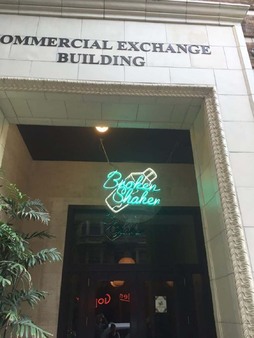 COMMERCIAL EXCHANGE
BUILDING
Broken
Shaker